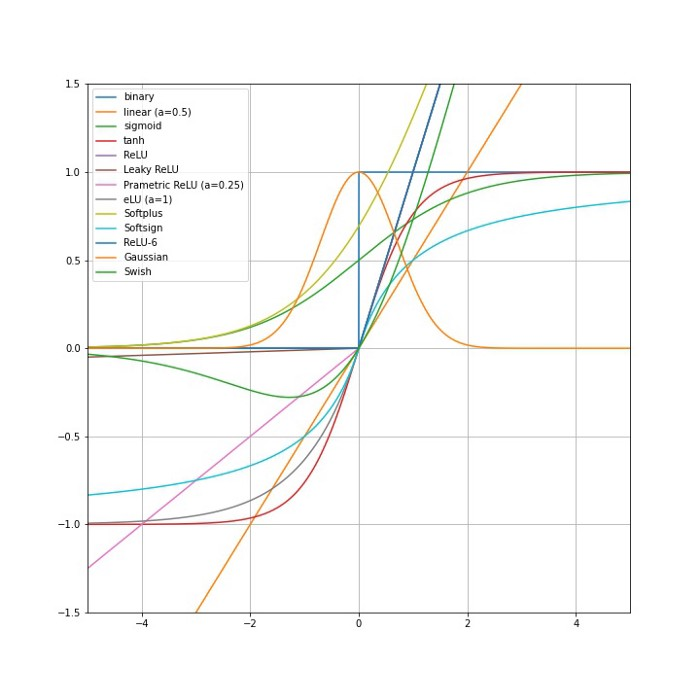 1.5
1.0
0.5
0.0
−0.5
−1.0
−1.5
binary
linear (a=0.5)
sigmoid
tanh
ReLU
Leaky ReLU
Prametric ReLU (a=0.25)
eLU (a=1)
Softplus
Softsign
ReLU-6
Gaussian
Swish
−4 −2 0 2 4